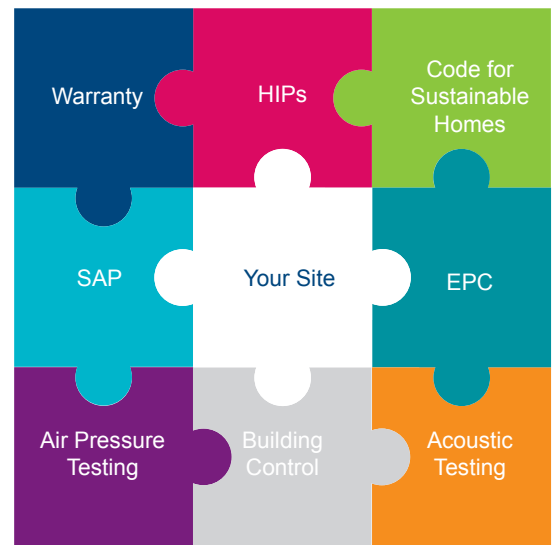 Warranty
HIPs
Code for
Sustainable
Homes
SAP
Your Site
EPC
Air Pressure
Testing
Building
Control
Acoustic
Testing